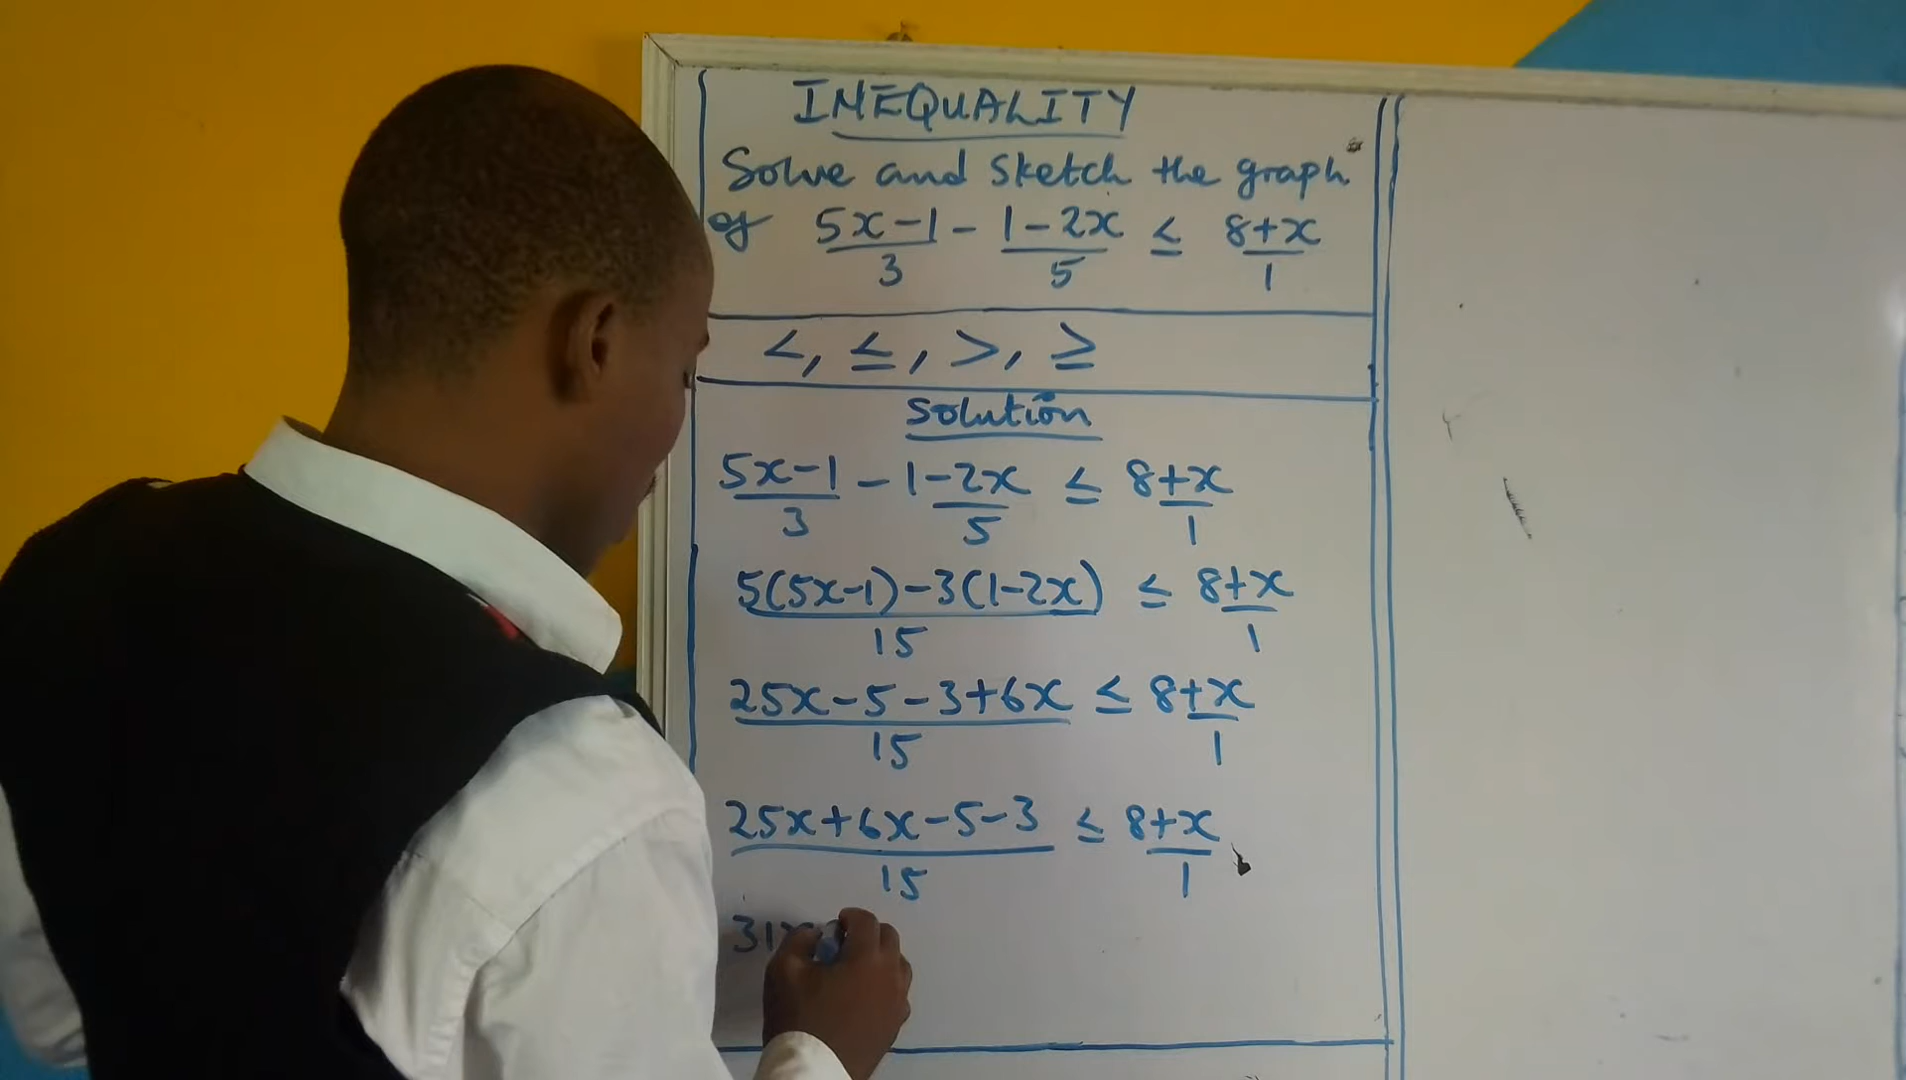 INEQUALITY
Solve and sketch the graph
of 5x-1/3 - 1-2x/5 ≤ 8+x/1
<, ≤, >, ≥
Solution
5x-1/3 - 1-2x/5 ≤ 8+x/1
5(5x-1)-3(1-2x)/15 ≤ 8+x/1
25x-5-3+6x/15 ≤ 8+x/1
25x+6x-5-3/15 ≤ 8+x/1
31x